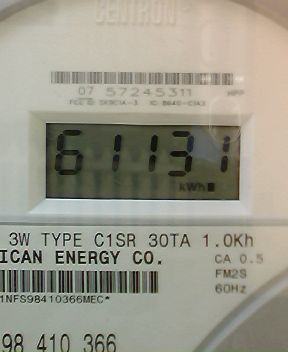 CENTRON
07 57245311 HPP
61131
kWh
3W TYPE C1SR 30TA 1.0Kh
ICAN ENERGY CO. CA 0.5
FM2S
1NFS98410366MEC* 60Hz
98 410 366